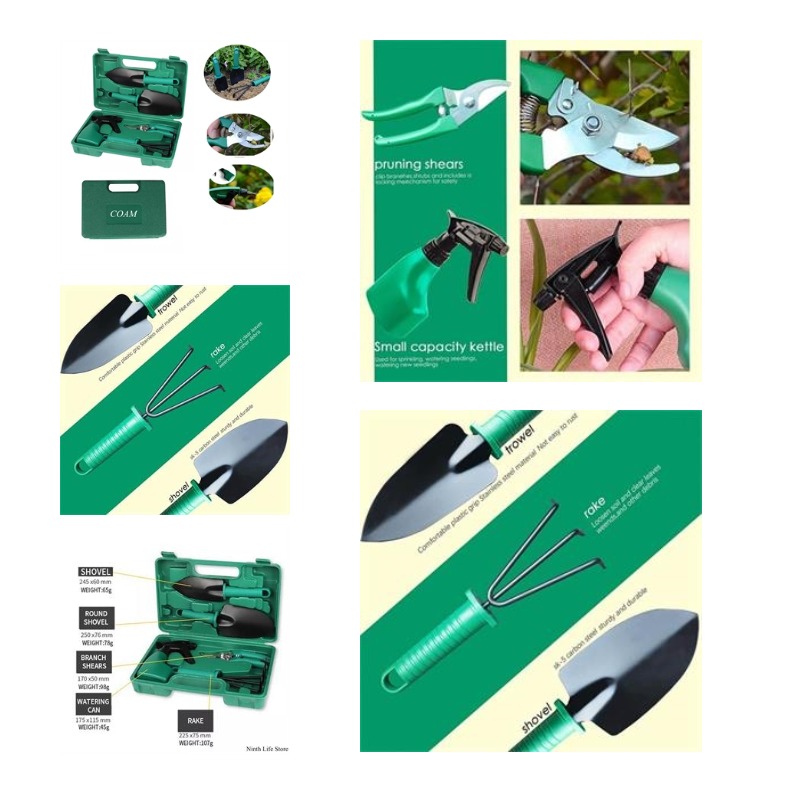 COAM
pruning shears
clip branches,shrubs and includes a
locking meechanism for safety
Small capacity kettle
Used for sprinkling, watering seedlings,
watering new seedlings
trowel
Comfortable plastic grip Stainless steel material Not easy to rust
rake
Loosen soil and clear leaves
weends,and other debris
sk-5 carbon steel sturdy and durable
shovel
SHOVEL
245 x60 mm
WEIGHT:65g
ROUND
SHOVEL
250 x76 mm
WEIGHT:78g
BRANCH
SHEARS
170 x50 mm
WEIGHT:98g
WATERING
CAN
175 x115 mm
WEIGHT:45g
RAKE
225 x75 mm
WEIGHT:107g
Ninth Life Store
trowel
Comfortable plastic grip Stainless steel material Not easy to rust
rake
Loosen soil and clear leaves
weends,and other debris
sk-5 carbon steel sturdy and durable
shovel